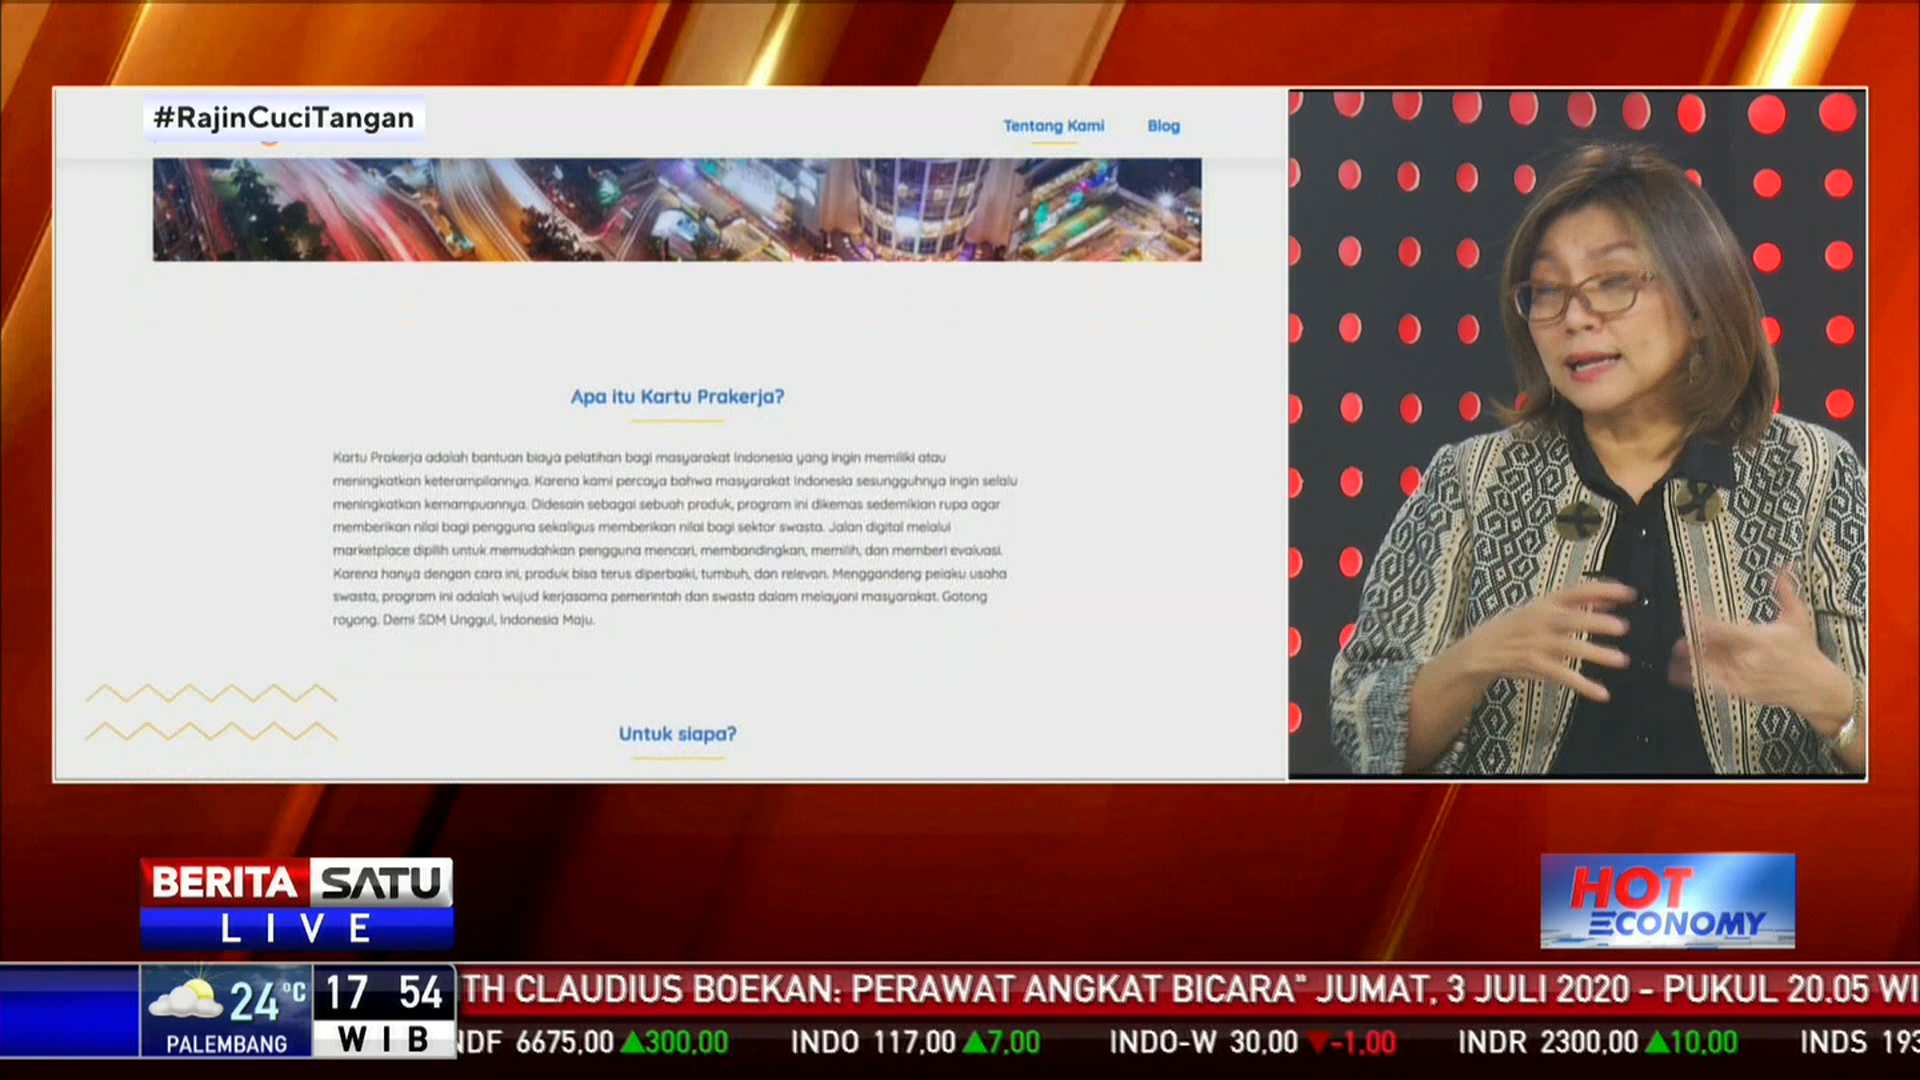 #RajinCuciTangan
Tentang Kami
Blog
Apa itu Kartu Prakerja?
Kartu Prakerja adalah bantuan biaya pelatihan bagi masyarakat Indonesia yang ingin memiliki atau
meningkatkan keterampilannya. Karena kami percaya bahwa masyarakat Indonesia sesungguhnya ingin selalu
meningkatkan kemampuannya. Didesain sebagai sebuah produk, program ini dikemas sedemikian rupa agar
memberikan nilai bagi pengguna sekaligus memberikan nilai bagi sektor swasta. Jalan digital melalui
marketplace dipilih untuk memudahkan pengguna mencari, membandingkan, memilih, dan memberi evaluasi.
Karena hanya dengan cara ini, produk bisa terus diperbaiki, tumbuh, dan relevan. Menggandeng pelaku usaha
swasta, program ini adalah wujud kerjasama pemerintah dan swasta dalam melayani masyarakat. Gotong
royong. Demi SDM Unggul, Indonesia Maju.
Untuk siapa?
BERITA SATU
LIVE
HOT
ECONOMY
24°C
PALEMBANG
17 54
WIB
TH CLAUDIUS BOEKAN: PERAWAT ANGKAT BICARA" JUMAT, 3 JULI 2020 - PUKUL 20.05 WI
NDF 6675,00 ▲300,00 INDO 117,00 ▲7,00 INDO-W 30,00 ▼-1,00 INDR 2300,00 ▲10,00 INDS 193